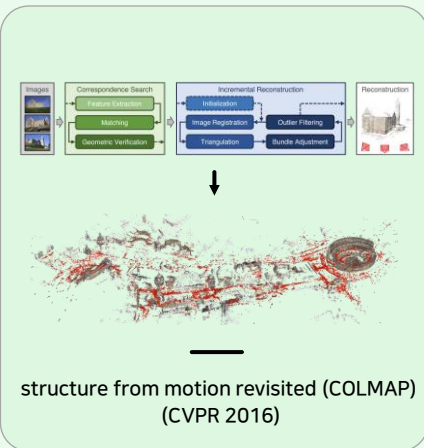 Images
Correspondence Search
Incremental Reconstruction
Reconstruction
Feature Extraction
Matching
Geometric Verification
Initialization
Image Registration
Triangulation
Outlier Filtering
Bundle Adjustment
structure from motion revisited (COLMAP)
(CVPR 2016)